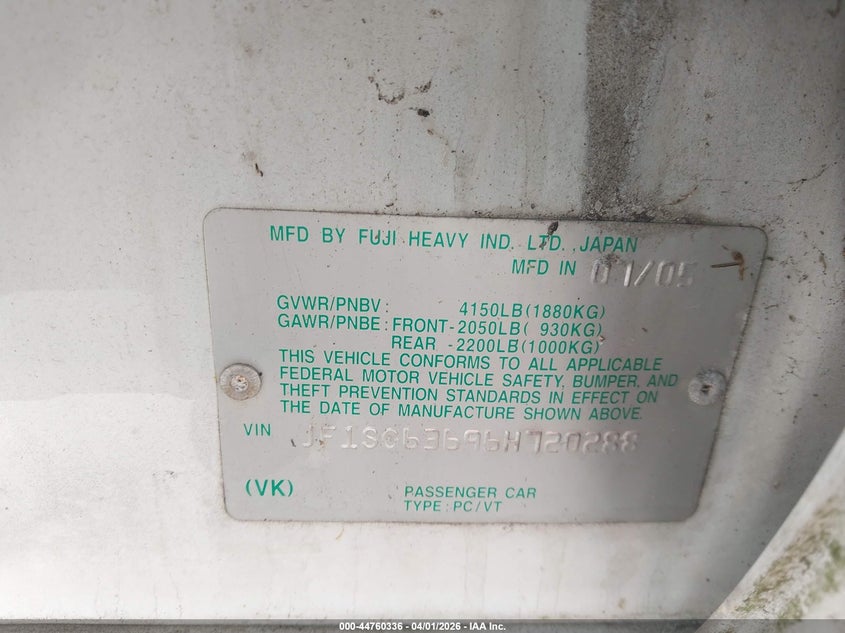 MFD BY FUJI HEAVY IND. LTD. JAPAN
MFD IN 07/05
GVWR/PNBV: 4150LB(1880KG)
GAWR/PNBE: FRONT-2050LB( 930KG)
REAR -2200LB(1000KG)
THIS VEHICLE CONFORMS TO ALL APPLICABLE
FEDERAL MOTOR VEHICLE SAFETY, BUMPER, AND
THEFT PREVENTION STANDARDS IN EFFECT ON
THE DATE OF MANUFACTURE SHOWN ABOVE.
VIN JF1SG63696H720288
(VK) PASSENGER CAR
TYPE: PC/VT
000-44760336 - 04/01/2026 - IAA Inc.